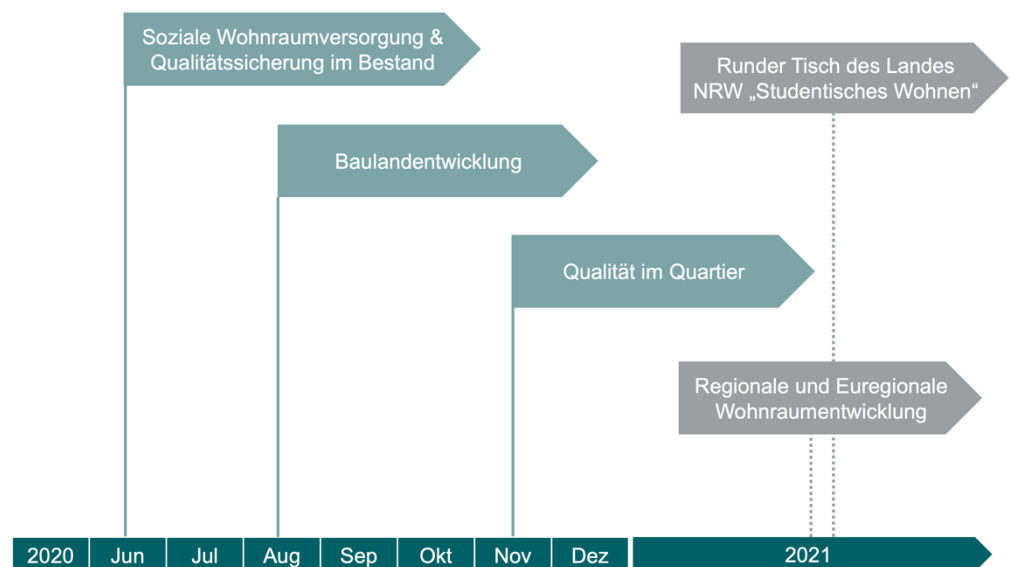 Soziale Wohnraumversorgung &
Qualitätssicherung im Bestand
Runder Tisch des Landes
NRW „Studentisches Wohnen“
Baulandentwicklung
Qualität im Quartier
Regionale und Euregionale
Wohnraumentwicklung
2020 Jun Jul Aug Sep Okt Nov Dez 2021